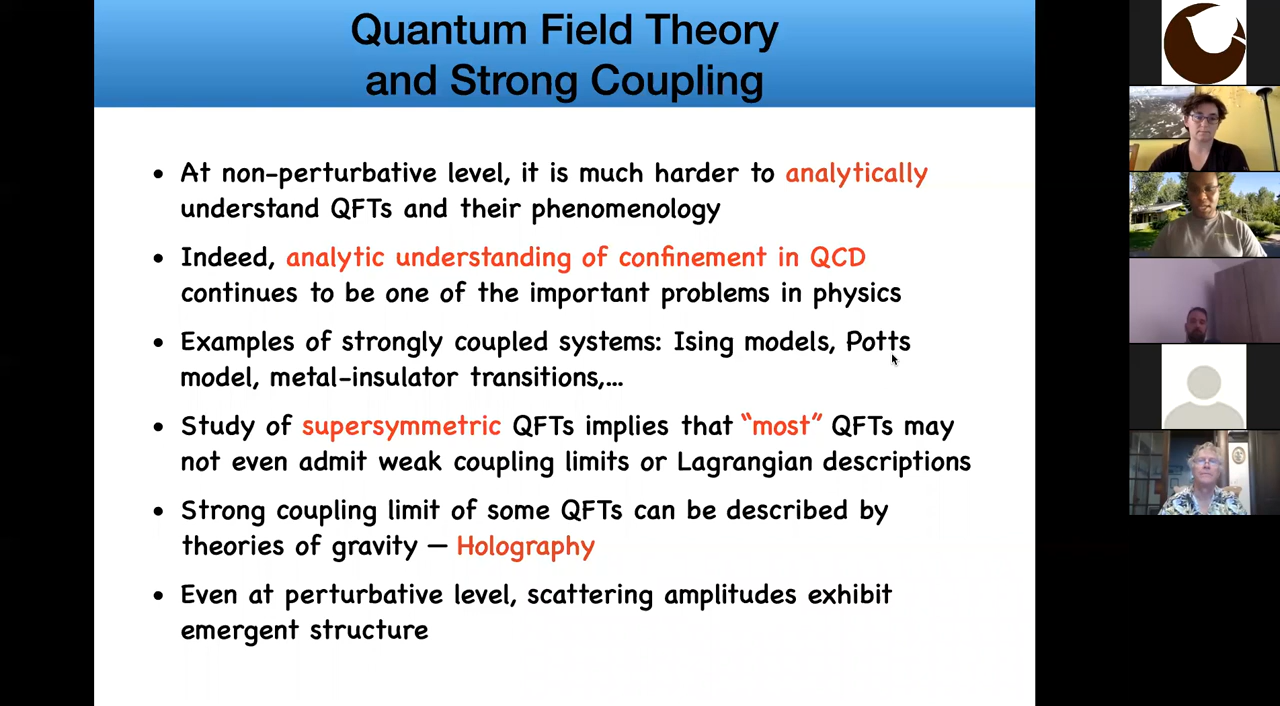 Quantum Field Theory
and Strong Coupling
• At non-perturbative level, it is much harder to analytically
understand QFTs and their phenomenology
• Indeed, analytic understanding of confinement in QCD
continues to be one of the important problems in physics
• Examples of strongly coupled systems: Ising models, Potts
model, metal-insulator transitions,...
• Study of supersymmetric QFTs implies that “most” QFTs may
not even admit weak coupling limits or Lagrangian descriptions
• Strong coupling limit of some QFTs can be described by
theories of gravity — Holography
• Even at perturbative level, scattering amplitudes exhibit
emergent structure